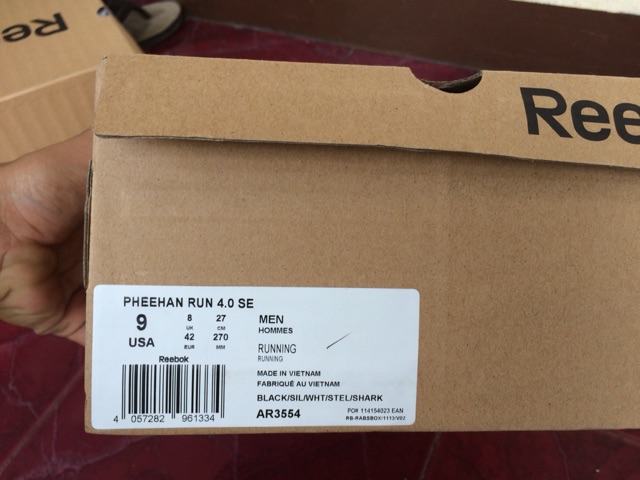 Ree
Ree
PHEEHAN RUN 4.0 SE
9 8 27 MEN
UK CM HOMMES
USA 42 270 RUNNING
EUR MM RUNNING
Reebok
MADE IN VIETNAM
FABRIQUÉ AU VIETNAM
BLACK/SIL/WHT/STEL/SHARK
AR3554
4 057282 961334
PO# 114154023 EAN
RB-RABSBOX/1113/V02